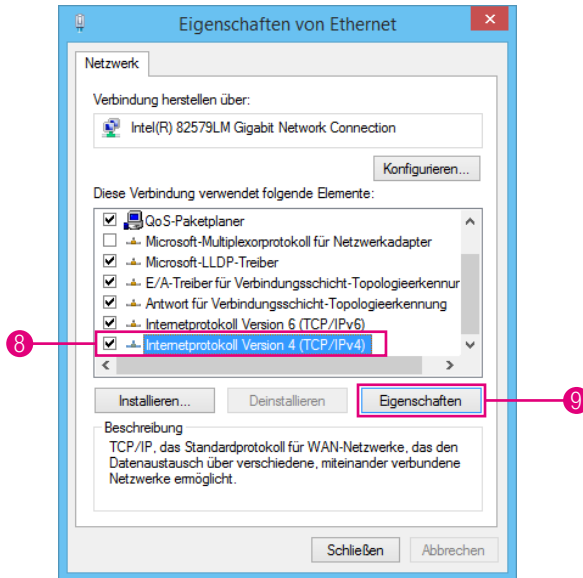 Eigenschaften von Ethernet
Netzwerk
Verbindung herstellen über:
Intel(R) 82579LM Gigabit Network Connection
Konfigurieren...
Diese Verbindung verwendet folgende Elemente:
QoS-Paketplaner
Microsoft-Multiplexorprotokoll für Netzwerkadapter
Microsoft-LLDP-Treiber
E/A-Treiber für Verbindungsschicht-Topologieerkennur
Antwort für Verbindungsschicht-Topologieerkennung
Internetprotokoll Version 6 (TCP/IPv6)
8 Internetprotokoll Version 4 (TCP/IPv4)
Installieren... Deinstallieren Eigenschaften 9
Beschreibung
TCP/IP, das Standardprotokoll für WAN-Netzwerke, das den
Datenaustausch über verschiedene, miteinander verbundene
Netzwerke ermöglicht.
Schließen Abbrechen